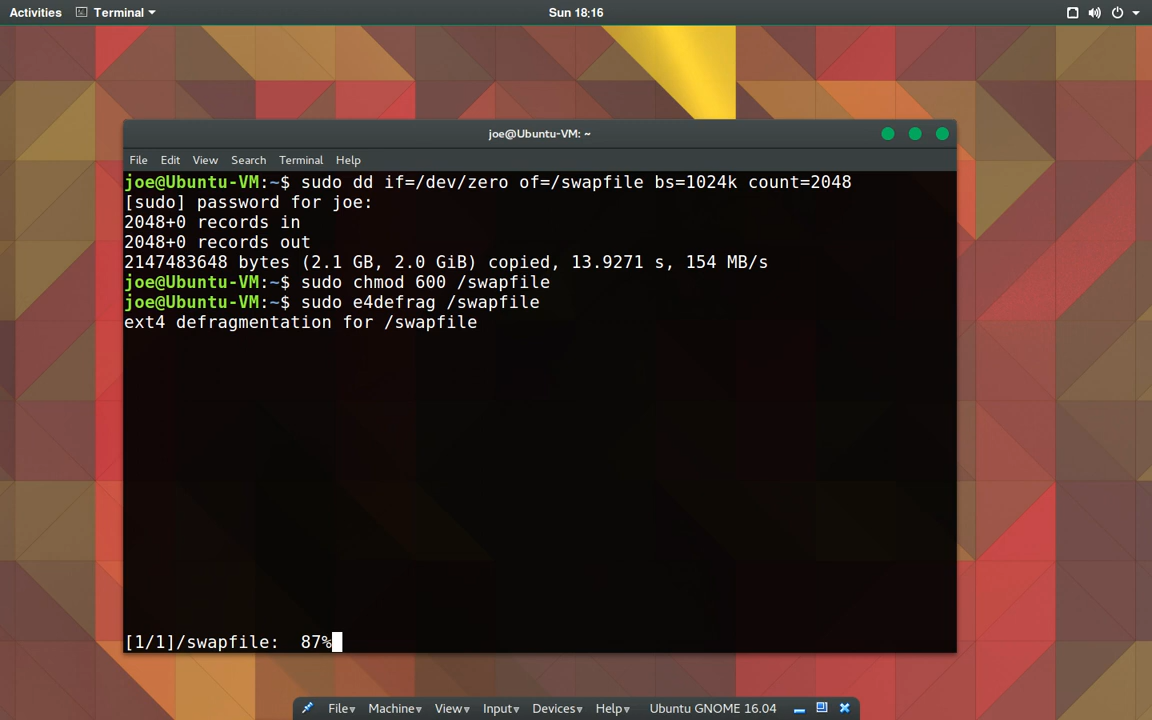 Activities Terminal Sun 18:16
joe@Ubuntu-VM: ~
File Edit View Search Terminal Help
joe@Ubuntu-VM:~$ sudo dd if=/dev/zero of=/swapfile bs=1024k count=2048
[sudo] password for joe:
2048+0 records in
2048+0 records out
2147483648 bytes (2.1 GB, 2.0 GiB) copied, 13.9271 s, 154 MB/s
joe@Ubuntu-VM:~$ sudo chmod 600 /swapfile
joe@Ubuntu-VM:~$ sudo e4defrag /swapfile
ext4 defragmentation for /swapfile
[1/1]/swapfile:  87%
File Machine View Input Devices Help Ubuntu GNOME 16.04